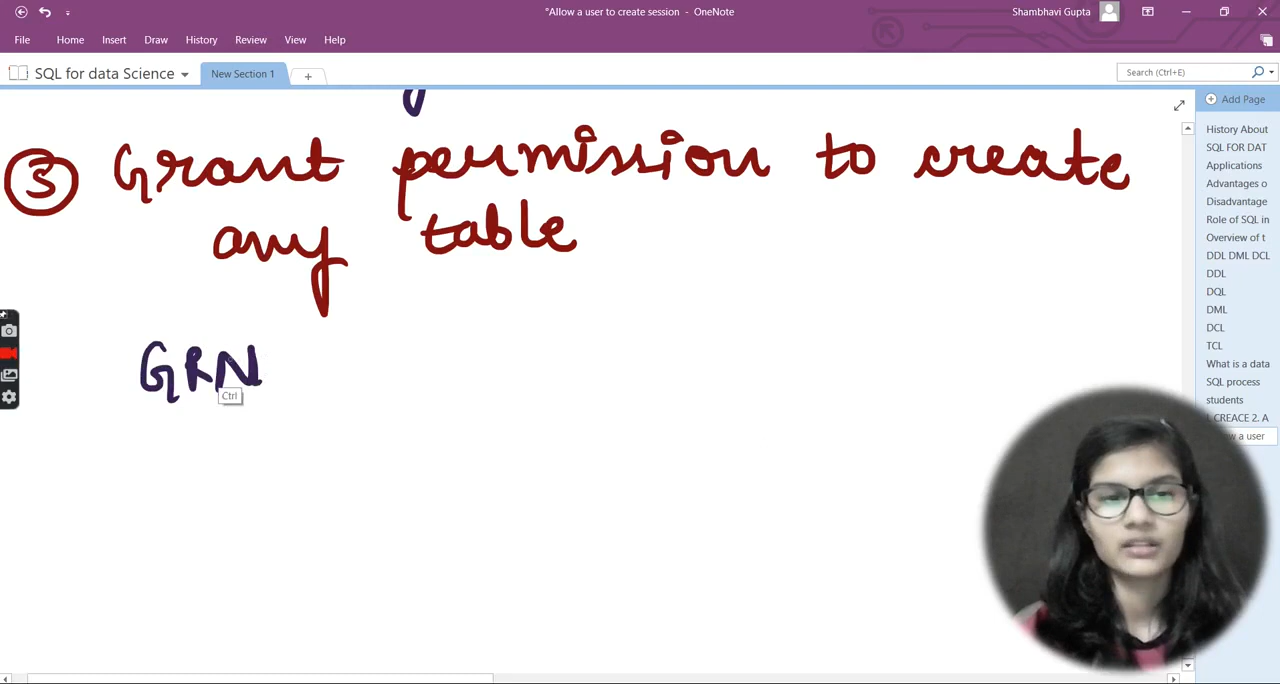 *Allow a user to create session - OneNote
Shambhavi Gupta
File Home Insert Draw History Review View Help
SQL for data Science
New Section 1
+
Search (Ctrl+E)
Add Page
③ Grant permission to create
any table
GRN
Ctrl
History About
SQL FOR DAT
Applications
Advantages o
Disadvantage
Role of SQL in
Overview of t
DDL DML DCL
DDL
DQL
DML
DCL
TCL
What is a data
SQL process
students
CREACE 2. A
w a user